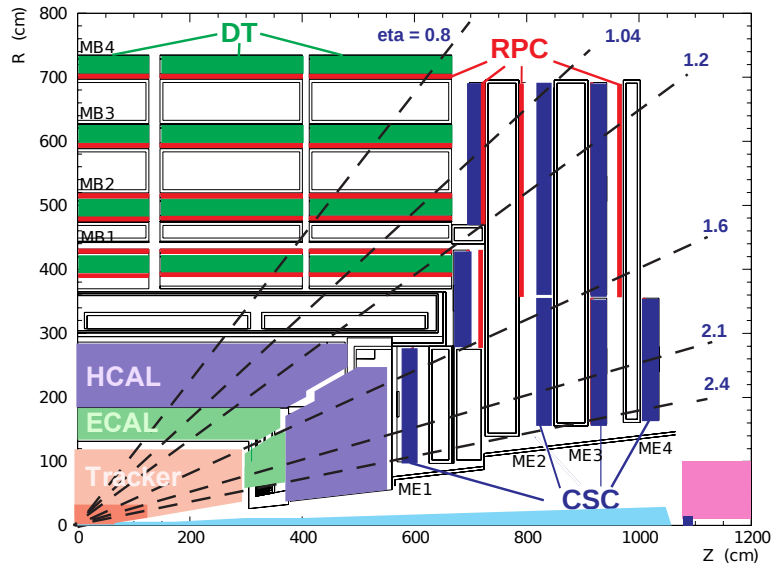 R (cm)
800
MB4
DT
eta = 0.8
RPC
1.04
1.2
700
MB3
600
MB2
500
MB1
1.6
400
300
2.1
HCAL
200
ECAL
2.4
100
Tracker
ME1
ME2
ME3
ME4
CSC
0
0
200
400
600
800
1000
1200
Z (cm)